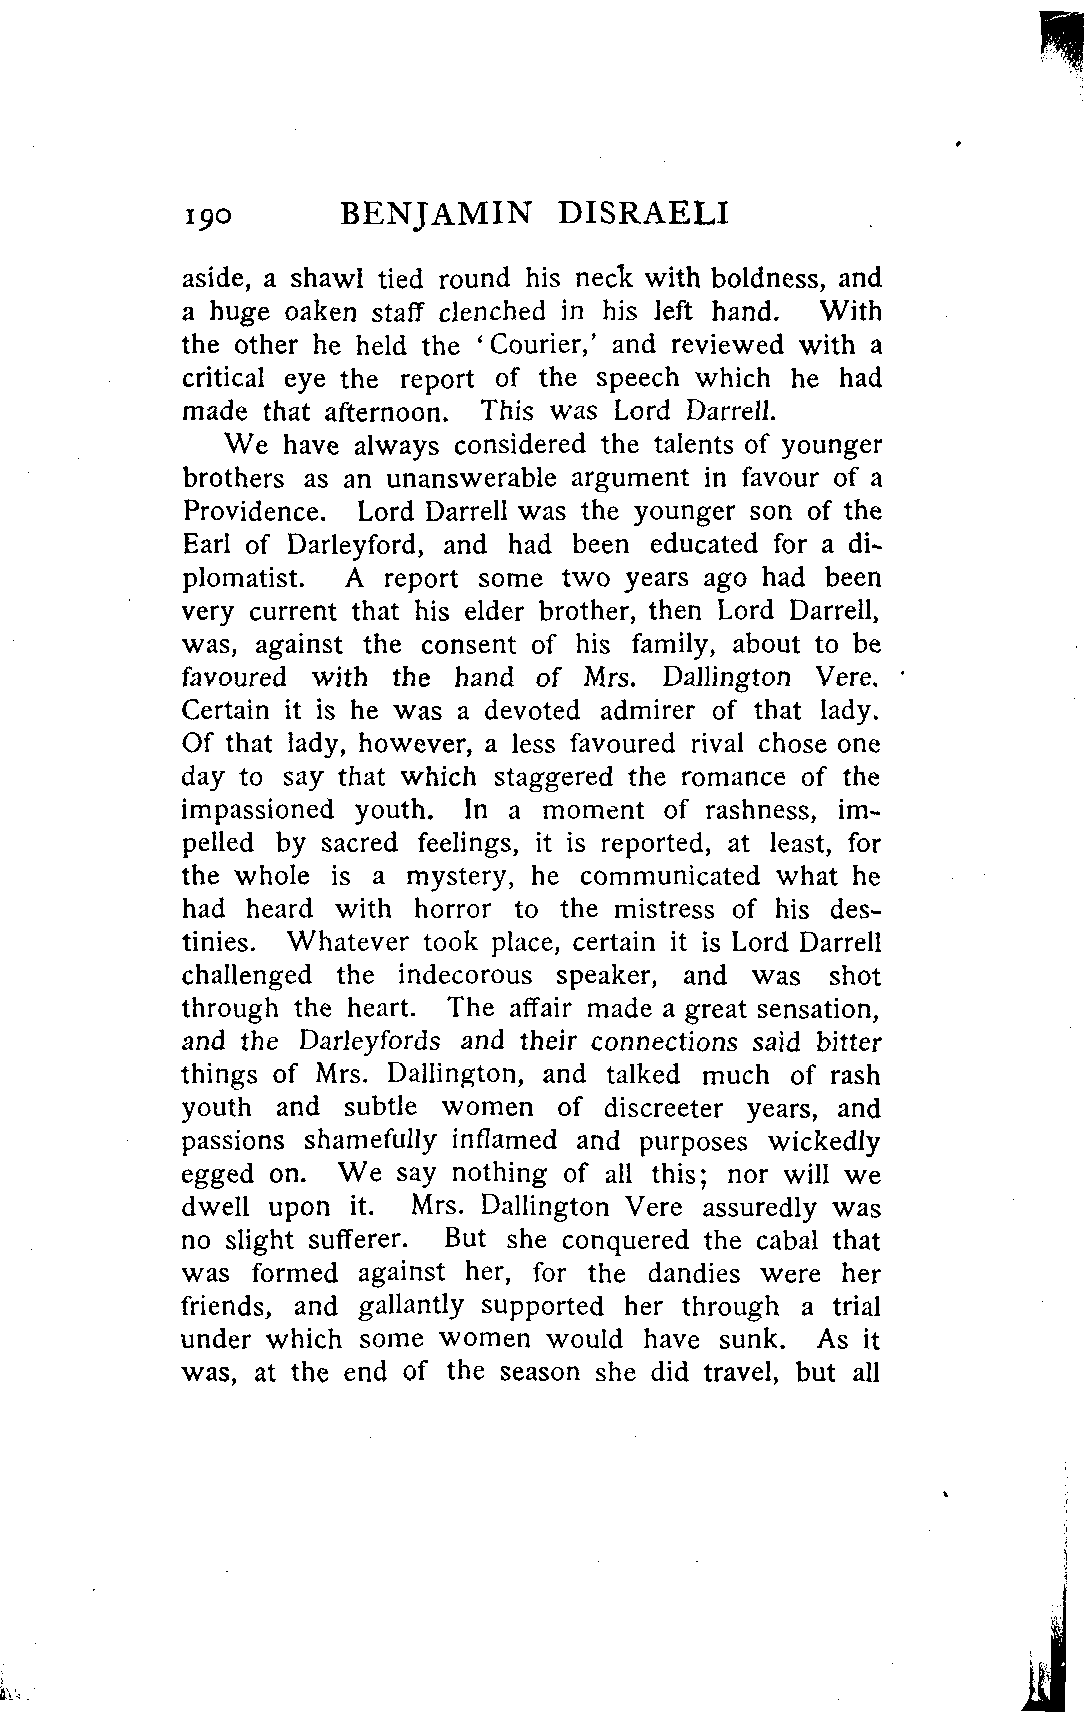 190 BENJAMIN DISRAELI
aside, a shawl tied round his neck with boldness, and
a huge oaken staff clenched in his left hand. With
the other he held the ‘Courier,’ and reviewed with a
critical eye the report of the speech which he had
made that afternoon. This was Lord Darrell.
We have always considered the talents of younger
brothers as an unanswerable argument in favour of a
Providence. Lord Darrell was the younger son of the
Earl of Darleyford, and had been educated for a di-
plomatist. A report some two years ago had been
very current that his elder brother, then Lord Darrell,
was, against the consent of his family, about to be
favoured with the hand of Mrs. Dallington Vere.
Certain it is he was a devoted admirer of that lady.
Of that lady, however, a less favoured rival chose one
day to say that which staggered the romance of the
impassioned youth. In a moment of rashness, im-
pelled by sacred feelings, it is reported, at least, for
the whole is a mystery, he communicated what he
had heard with horror to the mistress of his des-
tinies. Whatever took place, certain it is Lord Darrell
challenged the indecorous speaker, and was shot
through the heart. The affair made a great sensation,
and the Darleyfords and their connections said bitter
things of Mrs. Dallington, and talked much of rash
youth and subtle women of discreeter years, and
passions shamefully inflamed and purposes wickedly
egged on. We say nothing of all this; nor will we
dwell upon it. Mrs. Dallington Vere assuredly was
no slight sufferer. But she conquered the cabal that
was formed against her, for the dandies were her
friends, and gallantly supported her through a trial
under which some women would have sunk. As it
was, at the end of the season she did travel, but all